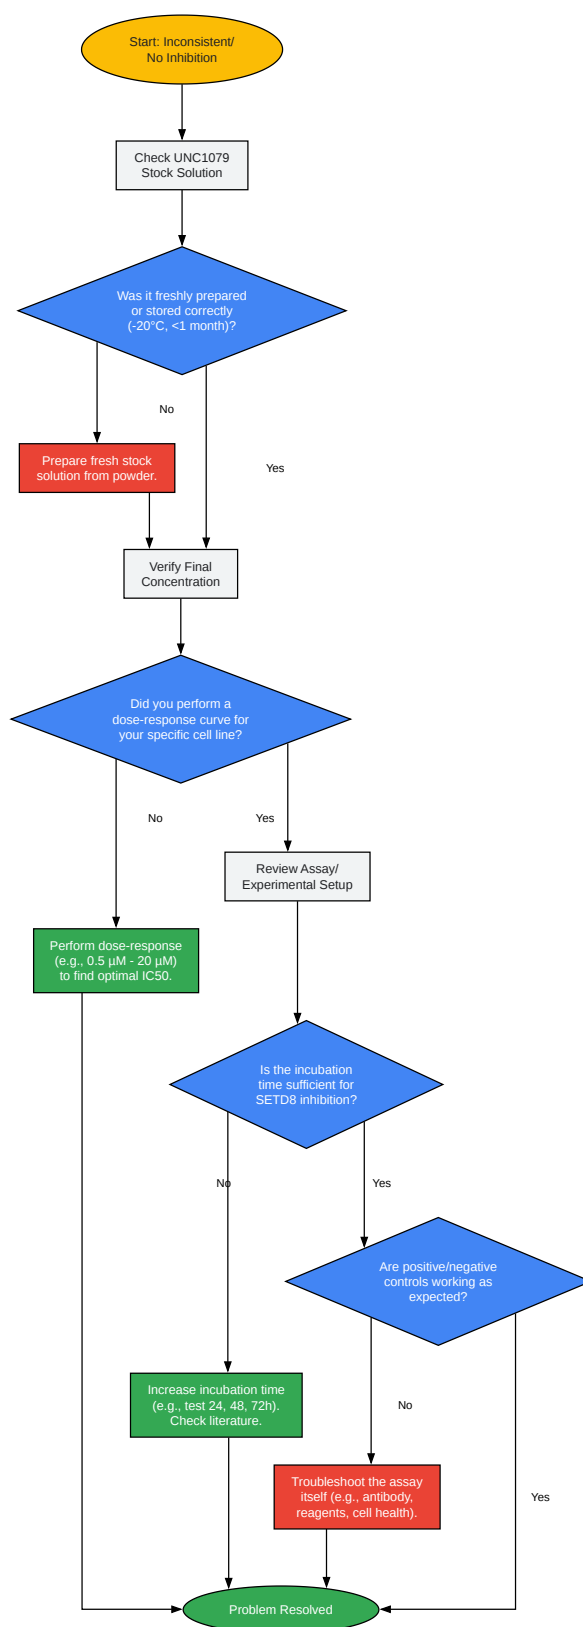 Start: Inconsistent/
No Inhibition
Check UNC1079
Stock Solution
Was it freshly prepared
or stored correctly
(-20°C, <1 month)?
No
Yes
Prepare fresh stock
solution from powder.
Verify Final
Concentration
Did you perform a
dose-response curve for
your specific cell line?
No
Yes
Review Assay/
Experimental Setup
Perform dose-response
(e.g., 0.5 µM - 20 µM)
to find optimal IC50.
Is the incubation
time sufficient for
SETD8 inhibition?
No
Yes
Are positive/negative
controls working as
expected?
Increase incubation time
(e.g., test 24, 48, 72h).
Check literature.
No
Troubleshoot the assay
itself (e.g., antibody,
reagents, cell health).
Yes
Problem Resolved